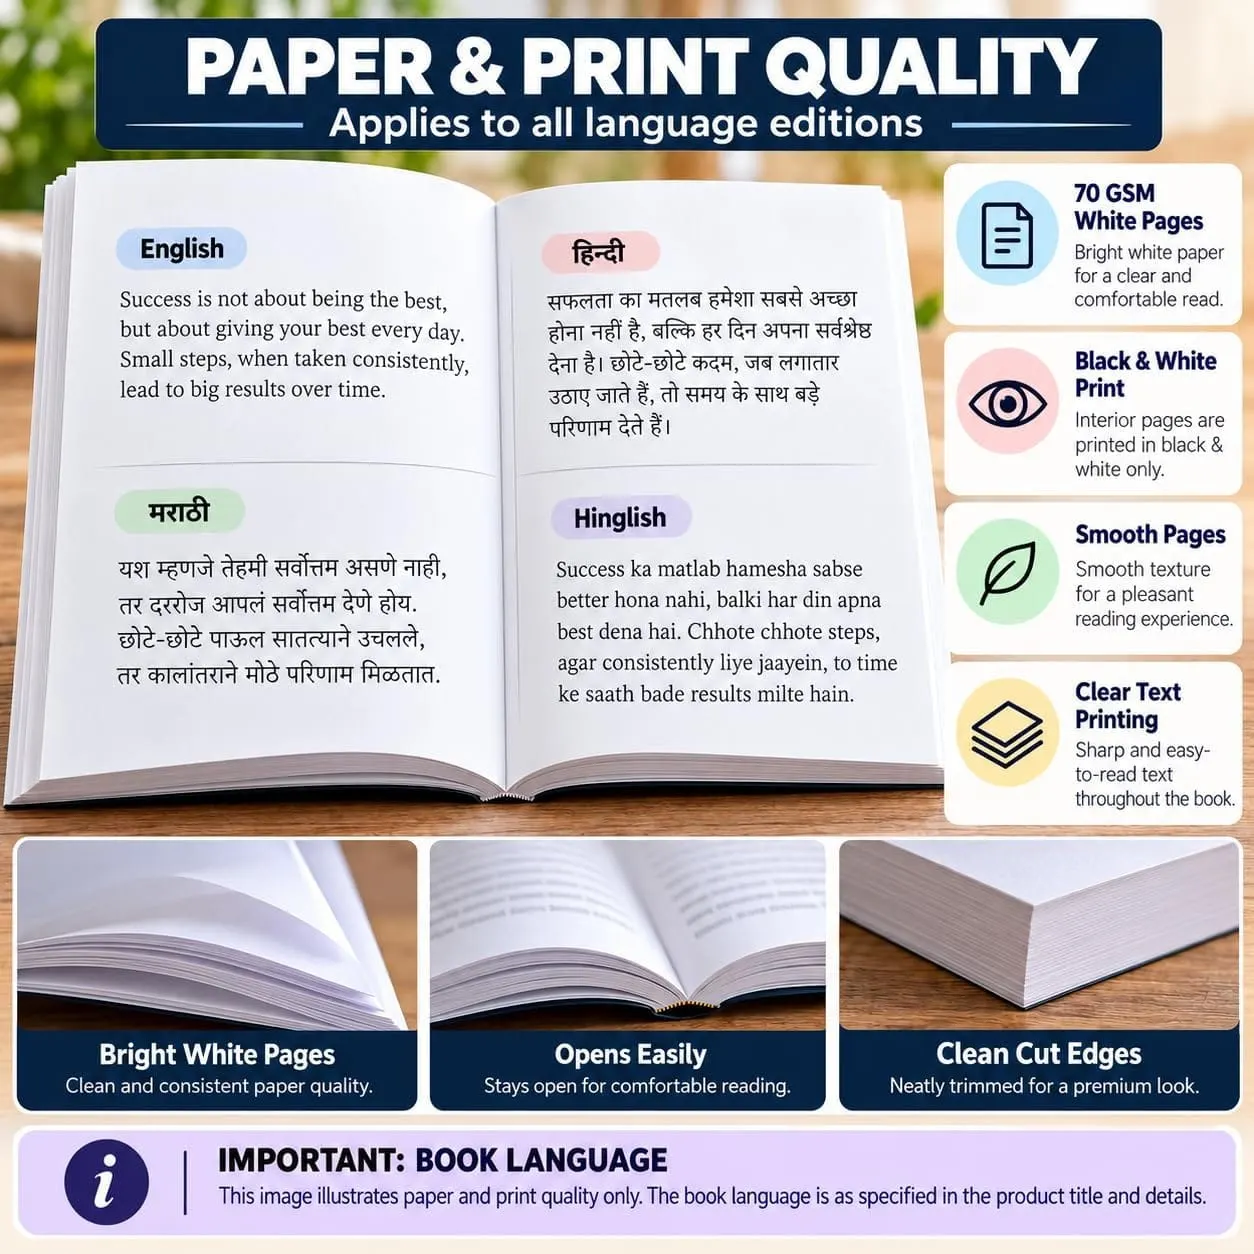 PAPER & PRINT QUALITY
Applies to all language editions
English
Success is not about being the best,
but about giving your best every day.
Small steps, when taken consistently,
lead to big results over time.
हिन्दी
सफलता का मतलब हमेशा सबसे अच्छा
होना नहीं है, बल्कि हर दिन अपना सर्वश्रेष्ठ
देना है। छोटे-छोटे कदम, जब लगातार
उठाए जाते हैं, तो समय के साथ बड़े
परिणाम देते हैं।
मराठी
यश म्हणजे तेहमी सर्वोत्तम असणे नाही,
तर दररोज आपलं सर्वोत्तम देणे होय.
छोटे-छोटे पाऊल सातत्याने उचलले,
तर कालांतराने मोठे परिणाम मिळतात.
Hinglish
Success ka matlab hamesha sabse
better hona nahi, balki har din apna
best dena hai. Chhote chhote steps,
agar consistently liye jaayein, to time
ke saath bade results milte hain.
70 GSM
White Pages
Bright white paper
for a clear and
comfortable read.
Black & White
Print
Interior pages are
printed in black &
white only.
Smooth Pages
Smooth texture
for a pleasant
reading experience.
Clear Text
Printing
Sharp and easy-
to-read text
throughout the book.
Bright White Pages
Clean and consistent paper quality.
Opens Easily
Stays open for comfortable reading.
Clean Cut Edges
Neatly trimmed for a premium look.
i
IMPORTANT: BOOK LANGUAGE
This image illustrates paper and print quality only. The book language is as specified in the product title and details.